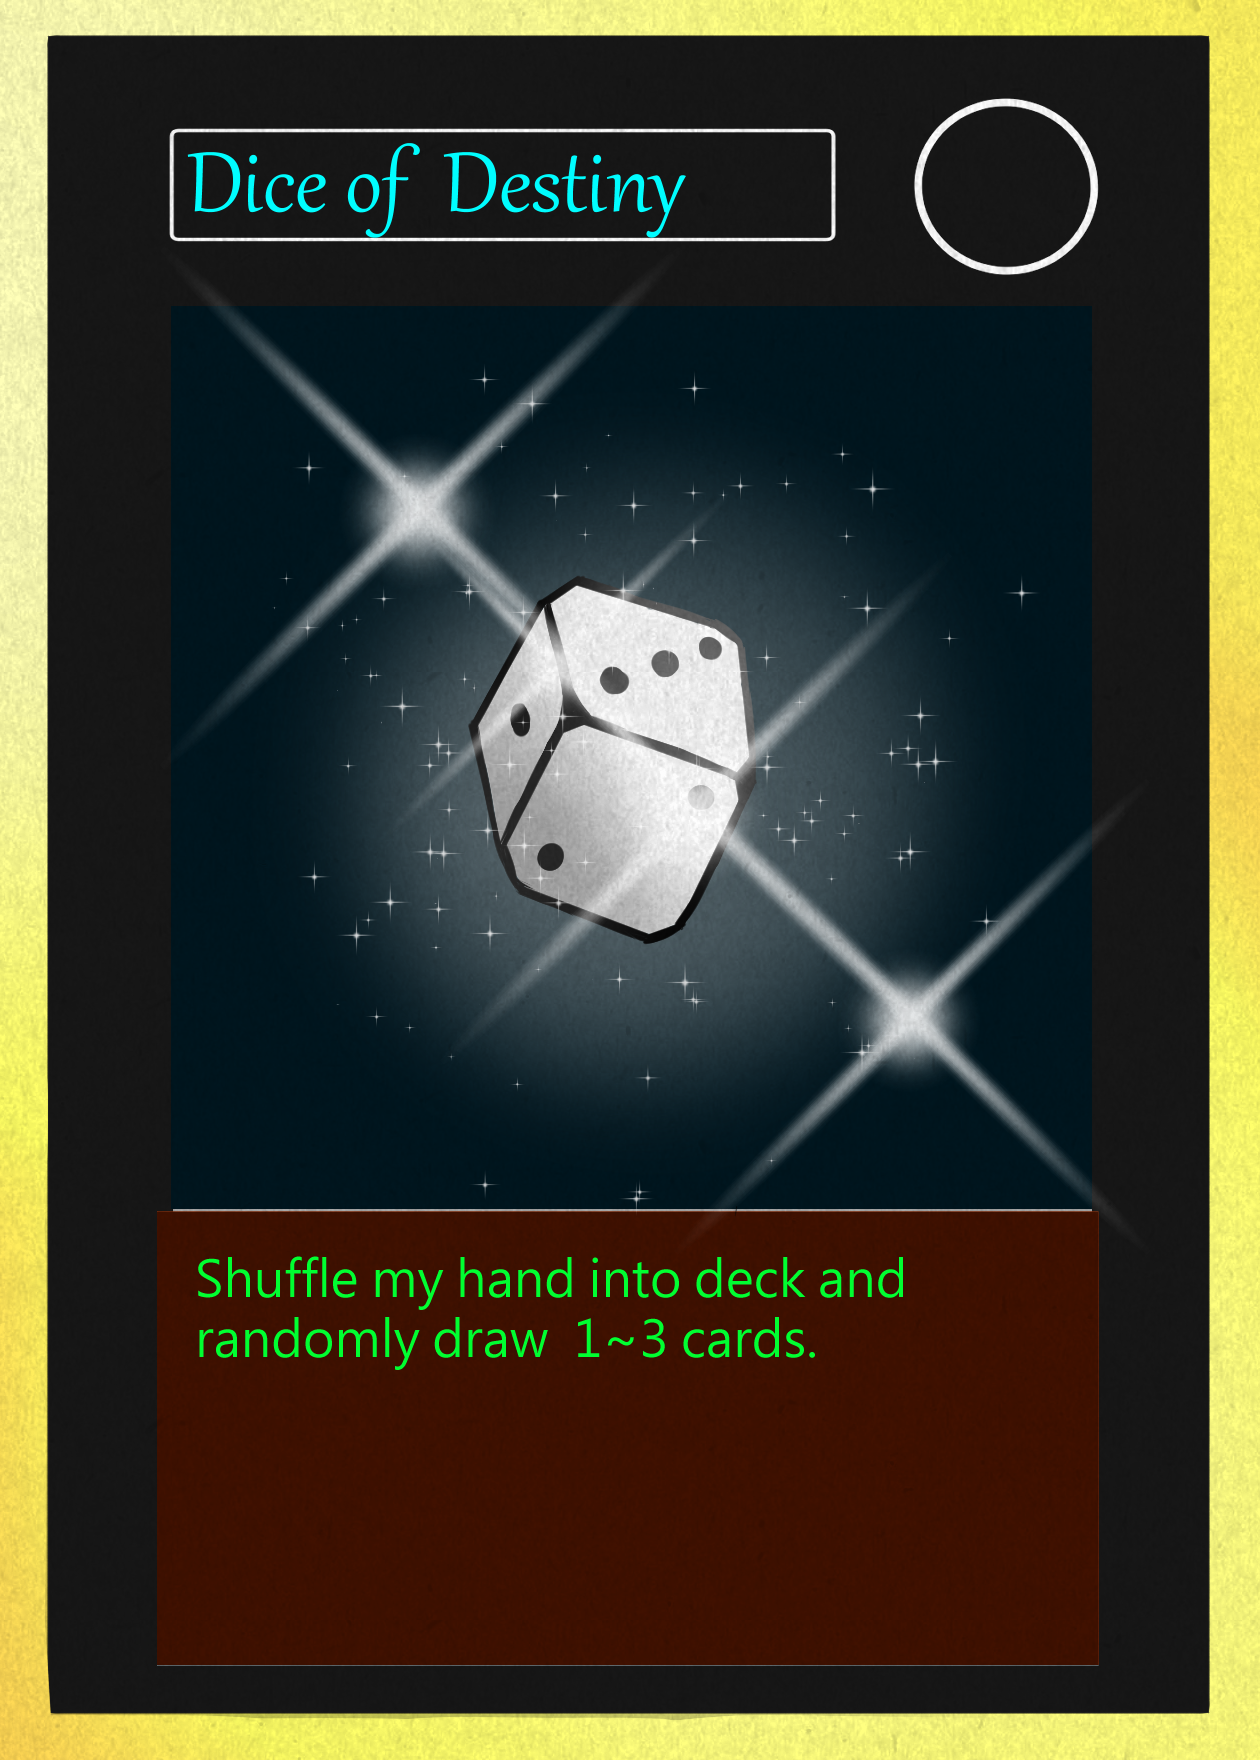 Dice of Destiny
Shuffle my hand into deck and
randomly draw 1~3 cards.